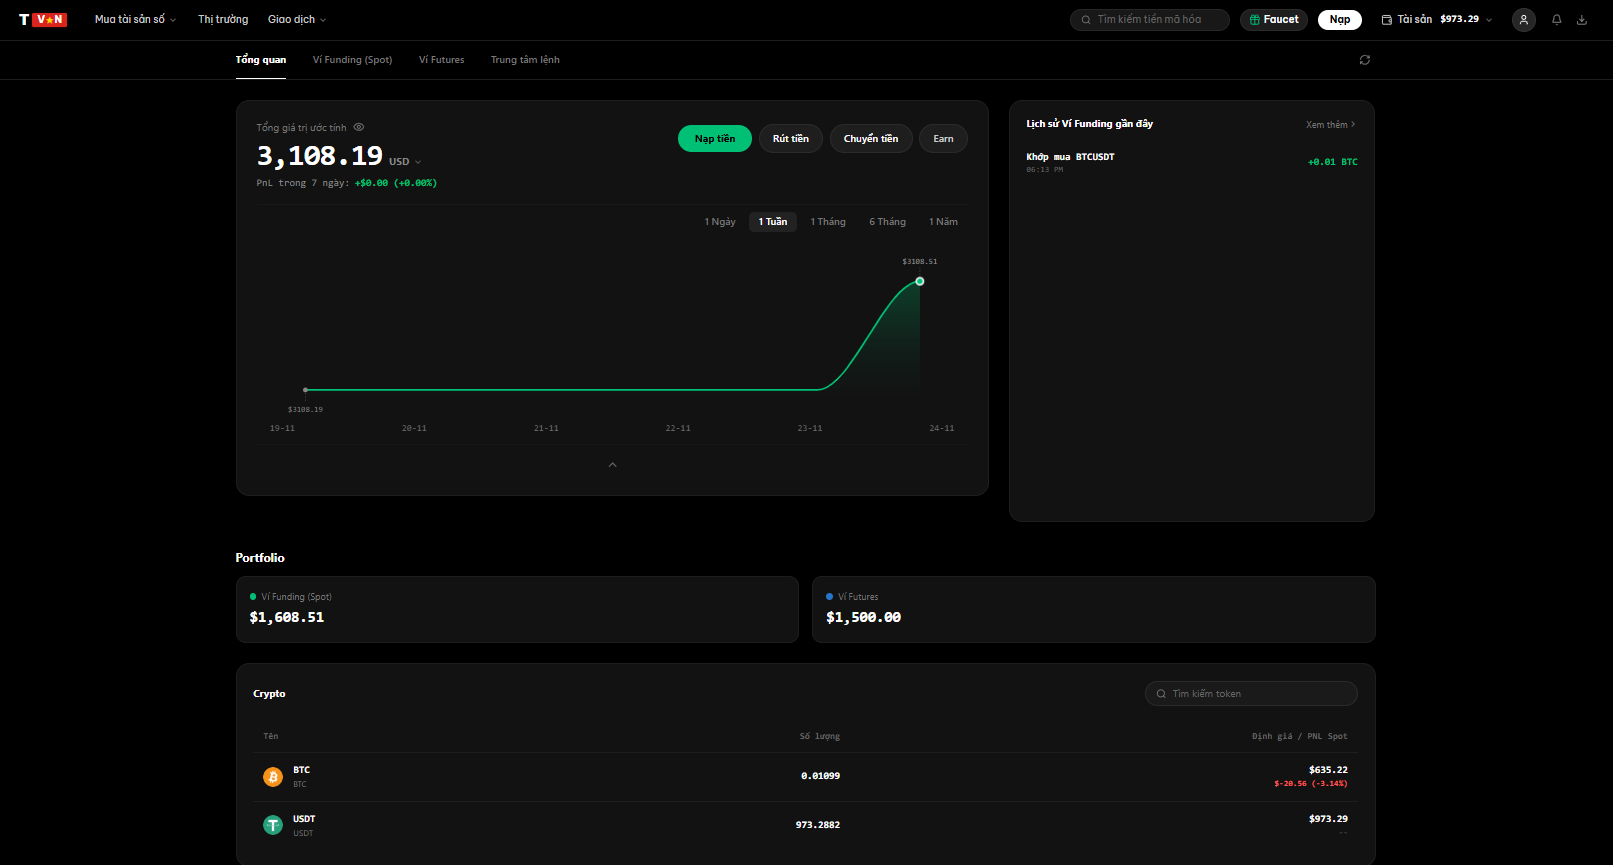 T VN
Mua tài sản số
Thị trường
Giao dịch
Tìm kiếm tiền mã hóa
Faucet
Nạp
Tài sản $973.29
Tổng quan
Ví Funding (Spot)
Ví Futures
Trung tâm lệnh
Tổng giá trị ước tính
3,108.19 USD
PnL trong 7 ngày: +$0.00 (+0.00%)
Nạp tiền
Rút tiền
Chuyển tiền
Earn
1 Ngày
1 Tuần
1 Tháng
6 Tháng
1 Năm
$3108.51
$3108.19
19-11
20-11
21-11
22-11
23-11
24-11
Lịch sử Ví Funding gần đây
Xem thêm
Khớp mua BTCUSDT
+0.01 BTC
06:13 PM
Portfolio
Ví Funding (Spot)
$1,608.51
Ví Futures
$1,500.00
Crypto
Tìm kiếm token
Tên
Số lượng
Định giá / PNL Spot
BTC
BTC
0.01099
$635.22
$-20.56 (-3.14%)
USDT
USDT
973.2882
$973.29
--